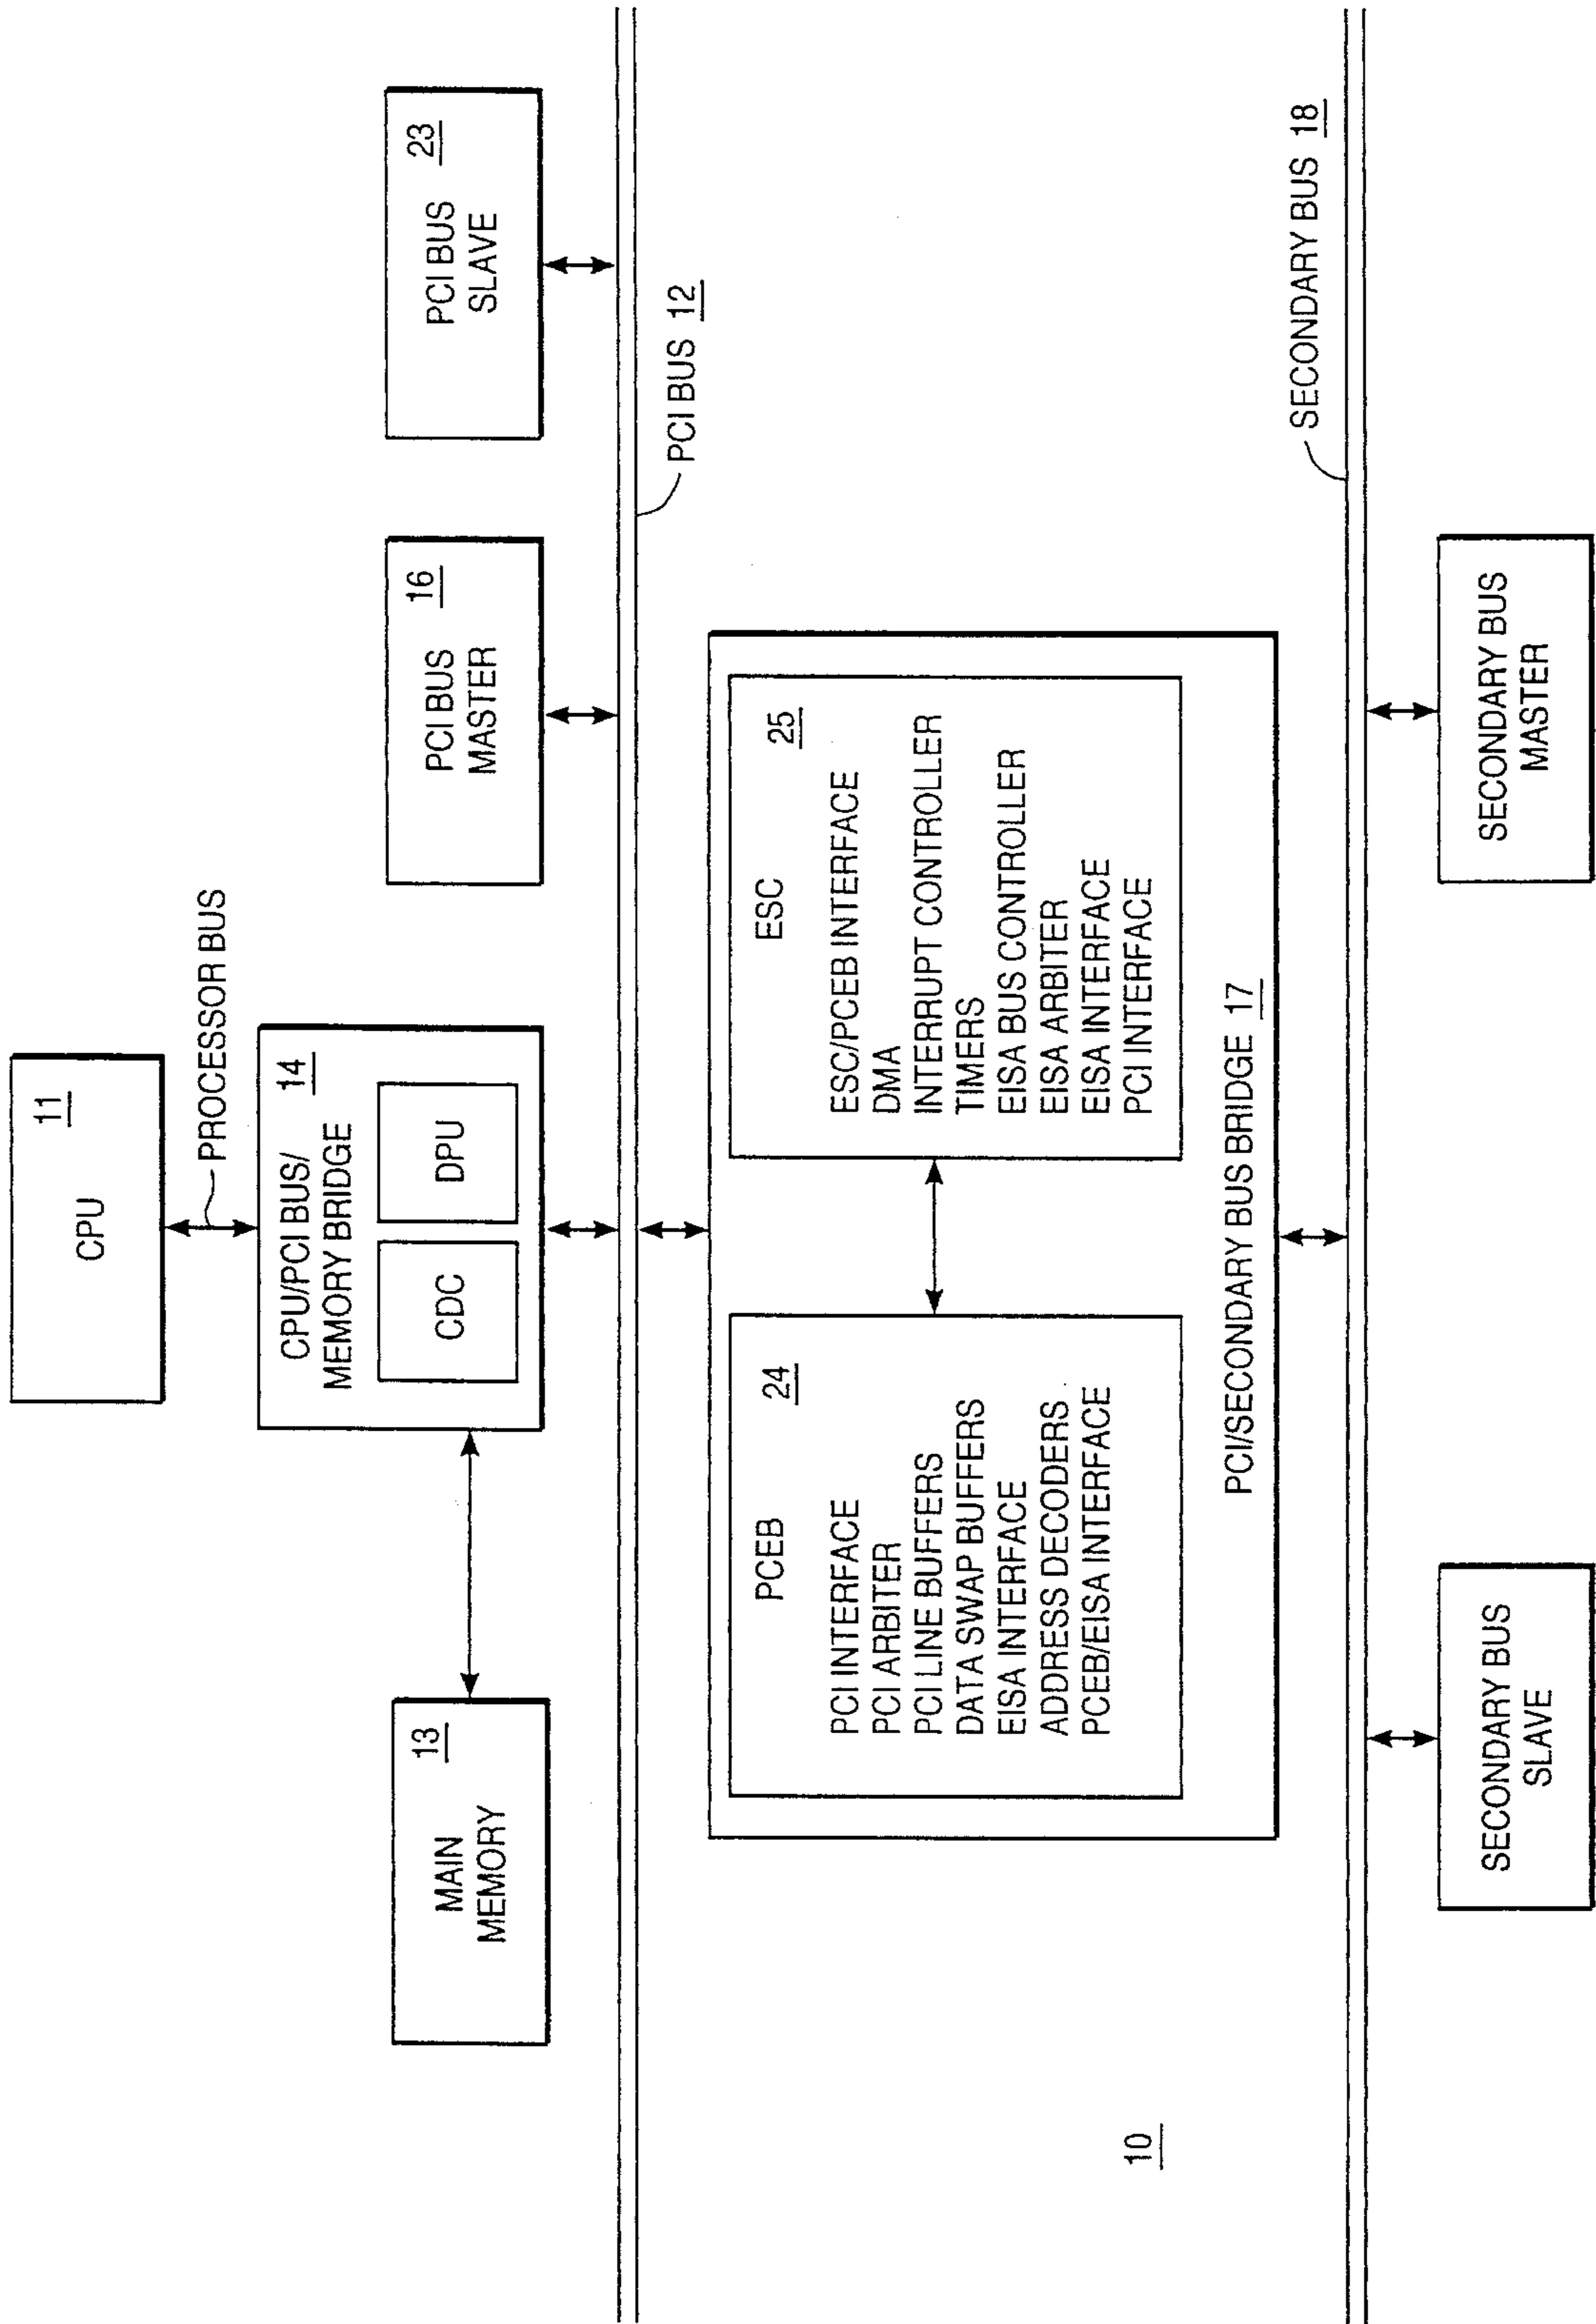 11
CPU
PROCESSOR BUS
14
CPU/PCI BUS/
MEMORY BRIDGE
CDC
DPU
13
MAIN
MEMORY
16
PCI BUS
MASTER
23
PCI BUS
SLAVE
PCI BUS 12
PCEB
24
PCI INTERFACE
PCI ARBITER
PCI LINE BUFFERS
DATA SWAP BUFFERS
EISA INTERFACE
ADDRESS DECODERS
PCEB/EISA INTERFACE
ESC
25
ESC/PCEB INTERFACE
DMA
INTERRUPT CONTROLLER
TIMERS
EISA BUS CONTROLLER
EISA ARBITER
EISA INTERFACE
PCI INTERFACE
PCI/SECONDARY BUS BRIDGE 17
10
SECONDARY BUS 18
SECONDARY BUS
SLAVE
SECONDARY BUS
MASTER